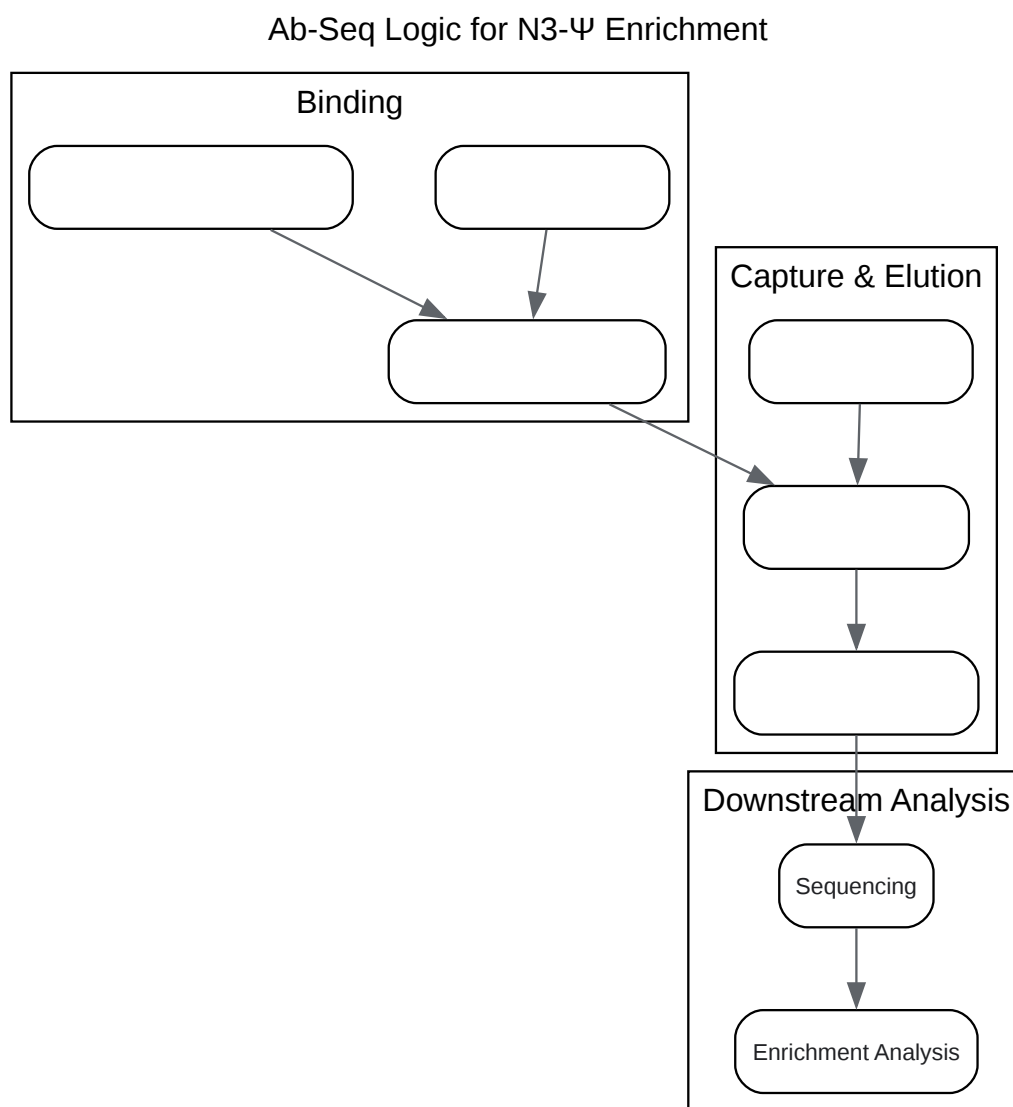 Ab-Seq Logic for N3-Ψ Enrichment
Binding
Capture & Elution
Downstream Analysis
Sequencing
Enrichment Analysis